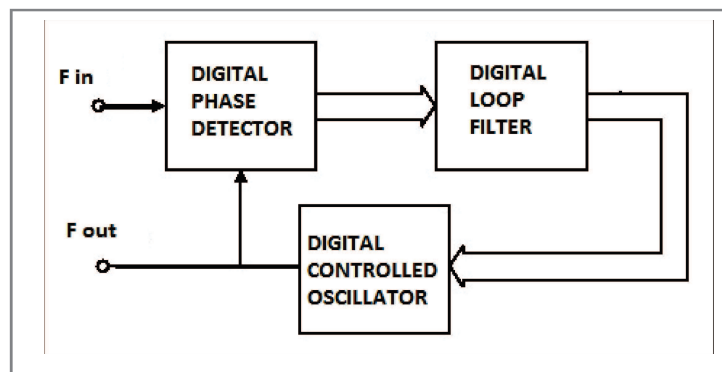 F in
DIGITAL
PHASE
DETECTOR
DIGITAL
LOOP
FILTER
F out
DIGITAL
CONTROLLED
OSCILLATOR